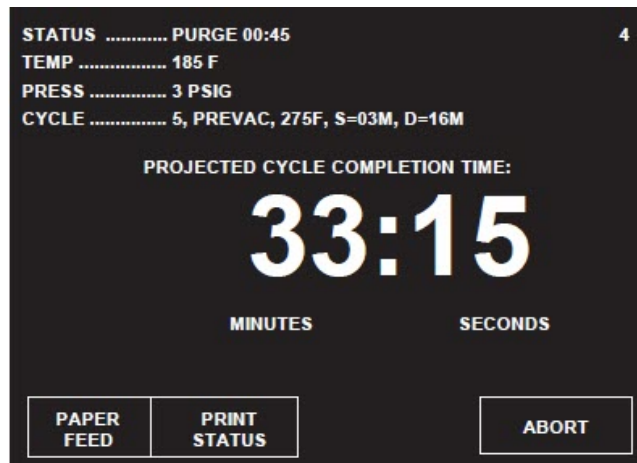 STATUS ............ PURGE 00:45 4
TEMP ................. 185 F
PRESS ............... 3 PSIG
CYCLE ............... 5, PREVAC, 275F, S=03M, D=16M
PROJECTED CYCLE COMPLETION TIME:
33:15
MINUTES SECONDS
PAPER FEED PRINT STATUS ABORT